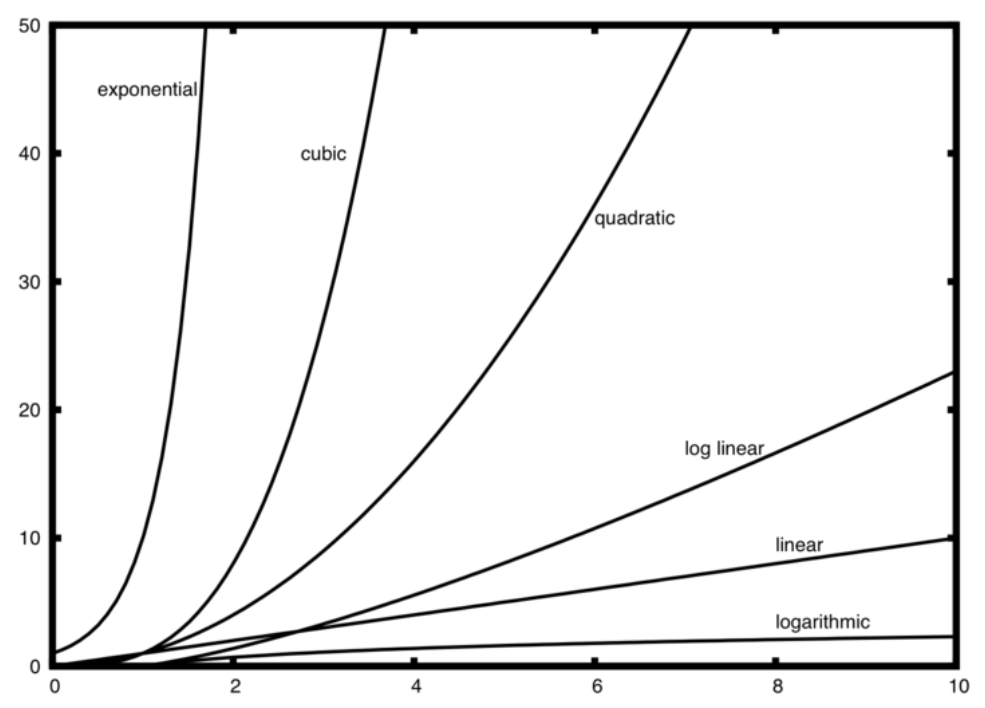 50
exponential
40
cubic
quadratic
30
20
log linear
10
linear
logarithmic
0
0 2 4 6 8 10